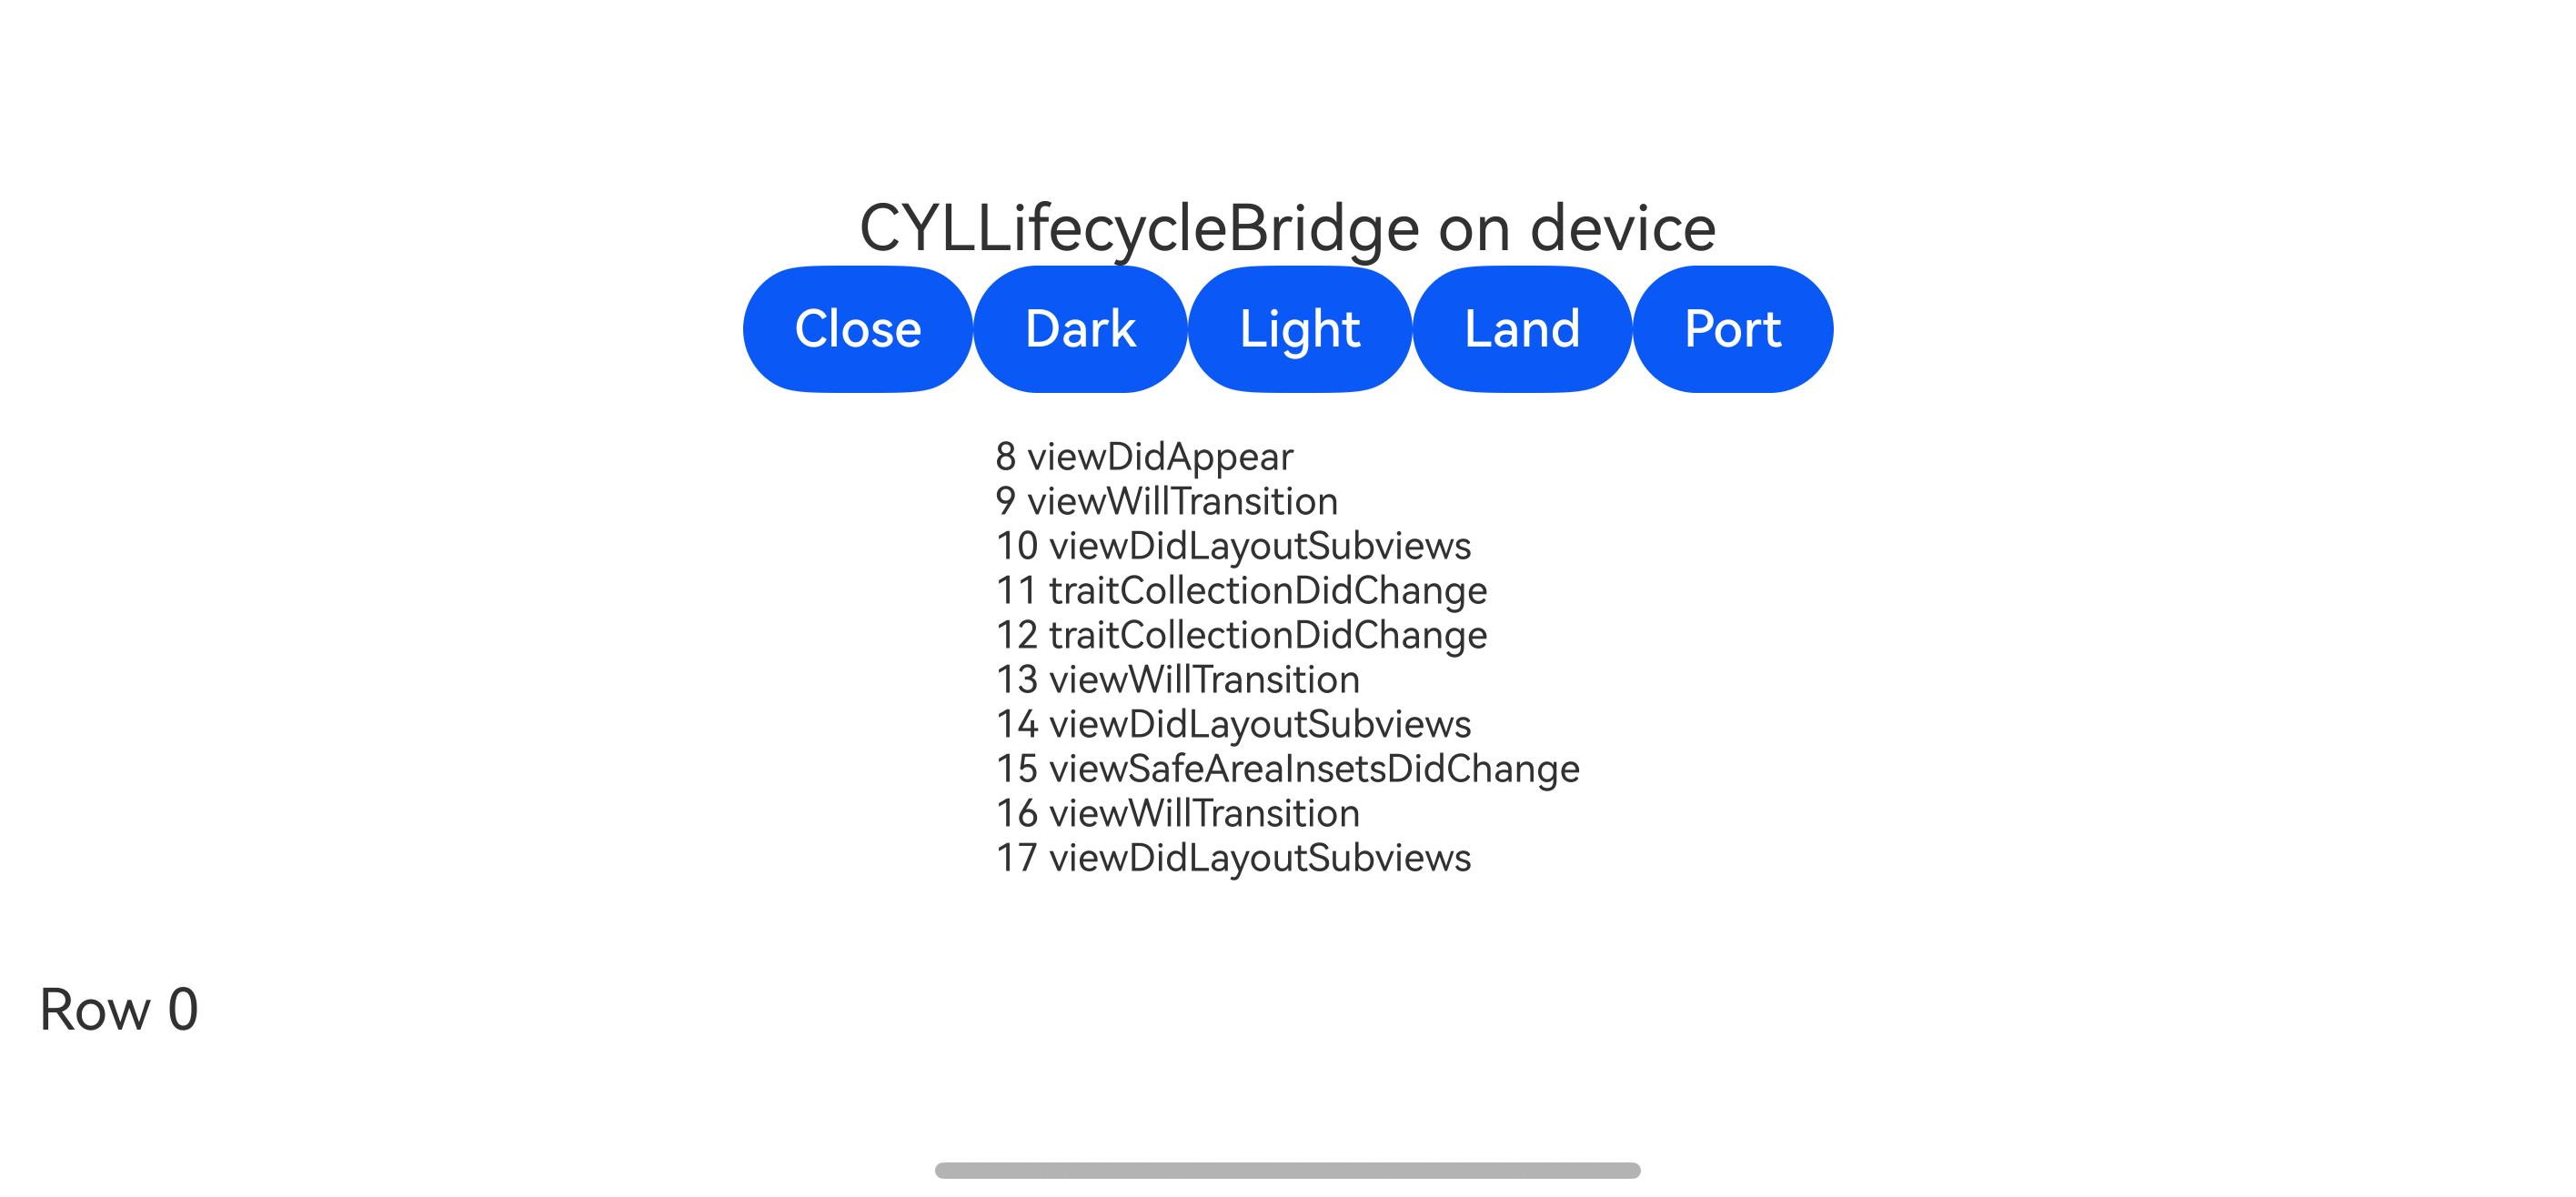 CYLLifecycleBridge on device
Close Dark Light Land Port
8 viewDidAppear
9 viewWillTransition
10 viewDidLayoutSubviews
11 traitCollectionDidChange
12 traitCollectionDidChange
13 viewWillTransition
14 viewDidLayoutSubviews
15 viewSafeAreaInsetsDidChange
16 viewWillTransition
17 viewDidLayoutSubviews
Row 0